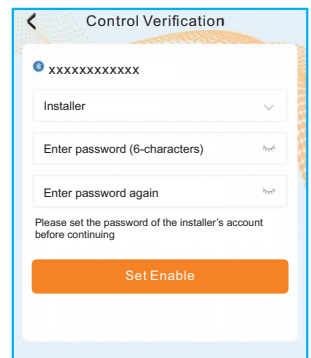 Control Verification
xxxxxxxxxxxx
Installer
Enter password (6-characters)
Enter password again
Please set the password of the installer's account
before continuing
Set Enable